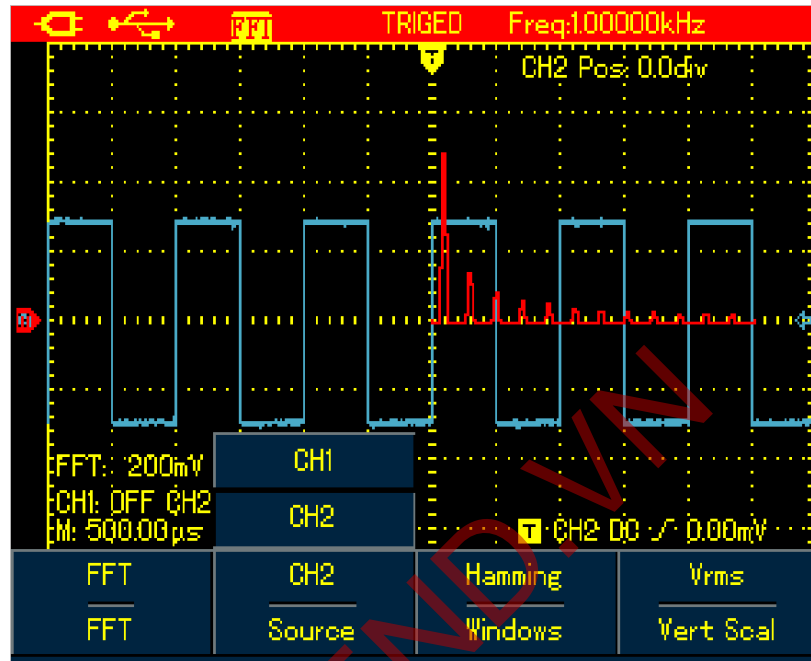 FFT TRIGED Freq:1.00000kHz
T
CH2 Pos: 0.0div
M
FFT: 200mV
CH1: OFF CH2
M: 500.00μs
CH1
CH2
T CH2 DC 0.00mV
FFT CH2 Hamming Vrms
FFT Source Windows Vert Scal